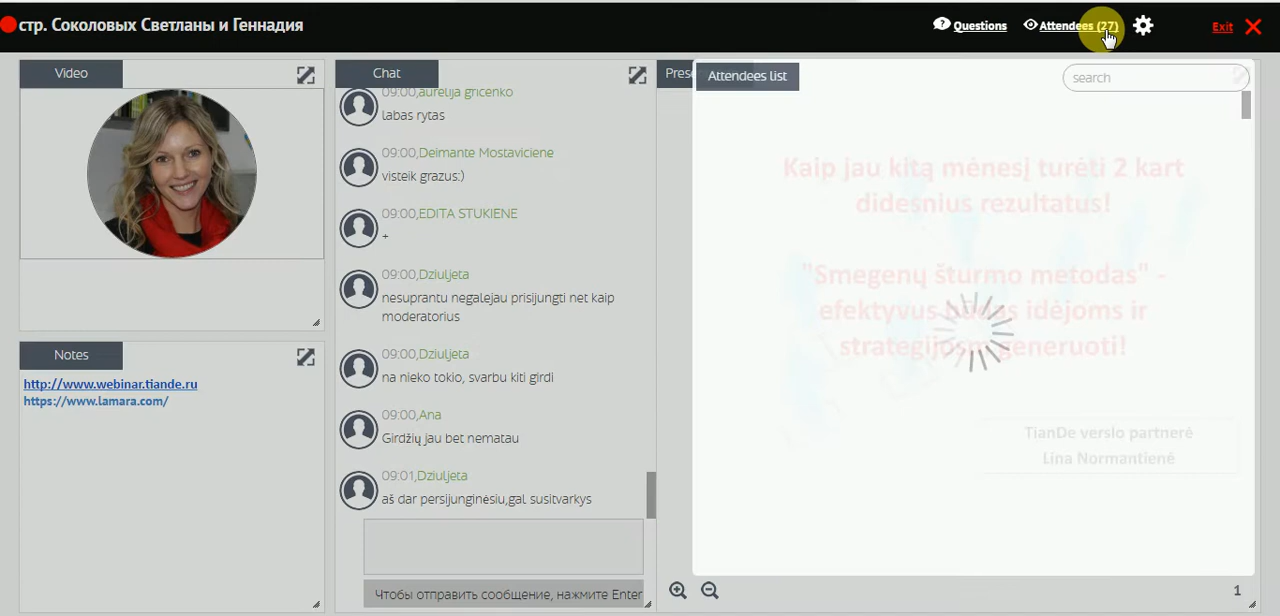 стр. Соколовых Светланы и Геннадия
Questions
Attendees (27)
Exit
Video
Notes
http://www.webinar.tiande.ru
https://www.lamara.com/
Chat
09:00,aurelija gricenko
labas rytas
09:00,Deimante Mostaviciene
visteik grazus:)
09:00,EDITA STUKIENE
+
09:00,Dziuljeta
nesuprantu negalejau prisijungti net kaip
moderatorius
09:00,Dziuljeta
na nieko tokio, svarbu kiti girdi
09:00,Ana
Girdžių jau bet nematau
09:01,Dziuljeta
aš dar persijunginėsiu,gal susitvarkys
Чтобы отправить сообщение, нажмите Enter
Prese
Attendees list
search
Kaip jau kitą mėnesį turėti 2 kart
didesnius rezultatus!
"Smegenų šturmo metodas" -
efektyvus būdas idėjoms ir
strategijoms generuoti!
TianDe verslo partnerė
Lina Normantienė
1